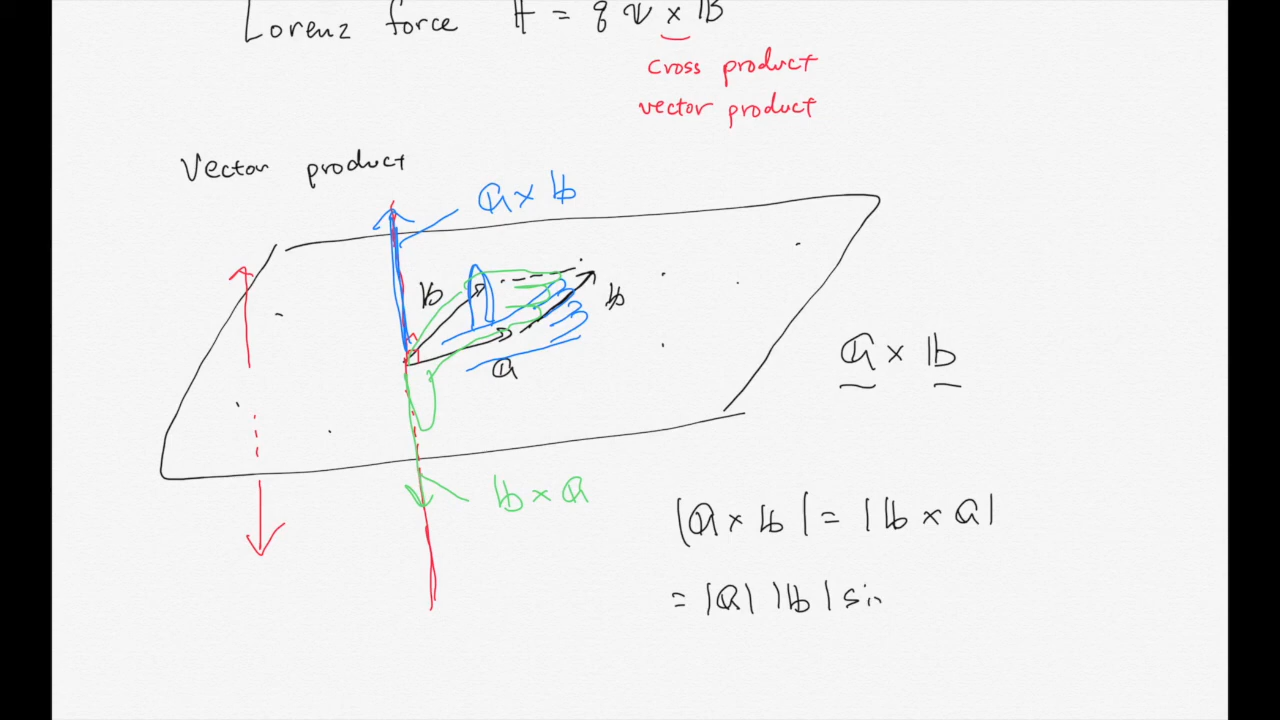 Lorenz force 𝔽 = q 𝕧 × 𝔹
cross product
vector product
Vector product
𝕒 × 𝕓
𝕓
𝕓
𝕒
𝕒 × 𝕓
𝕓 × 𝕒
|𝕒 × 𝕓| = |𝕓 × 𝕒|
= |𝕒| |𝕓| sin